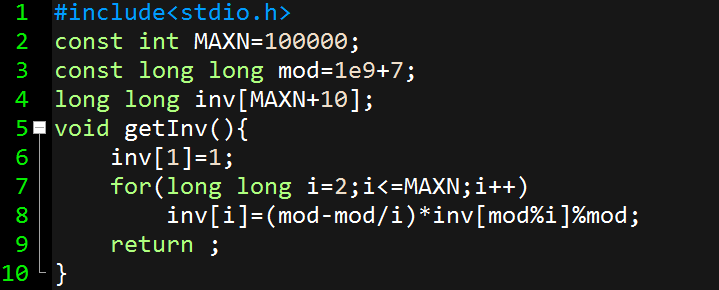 1 #include<stdio.h>
2 const int MAXN=100000;
3 const long long mod=1e9+7;
4 long long inv[MAXN+10];
5 void getInv(){
6     inv[1]=1;
7     for(long long i=2;i<=MAXN;i++)
8         inv[i]=(mod-mod/i)*inv[mod%i]%mod;
9     return ;
10 }